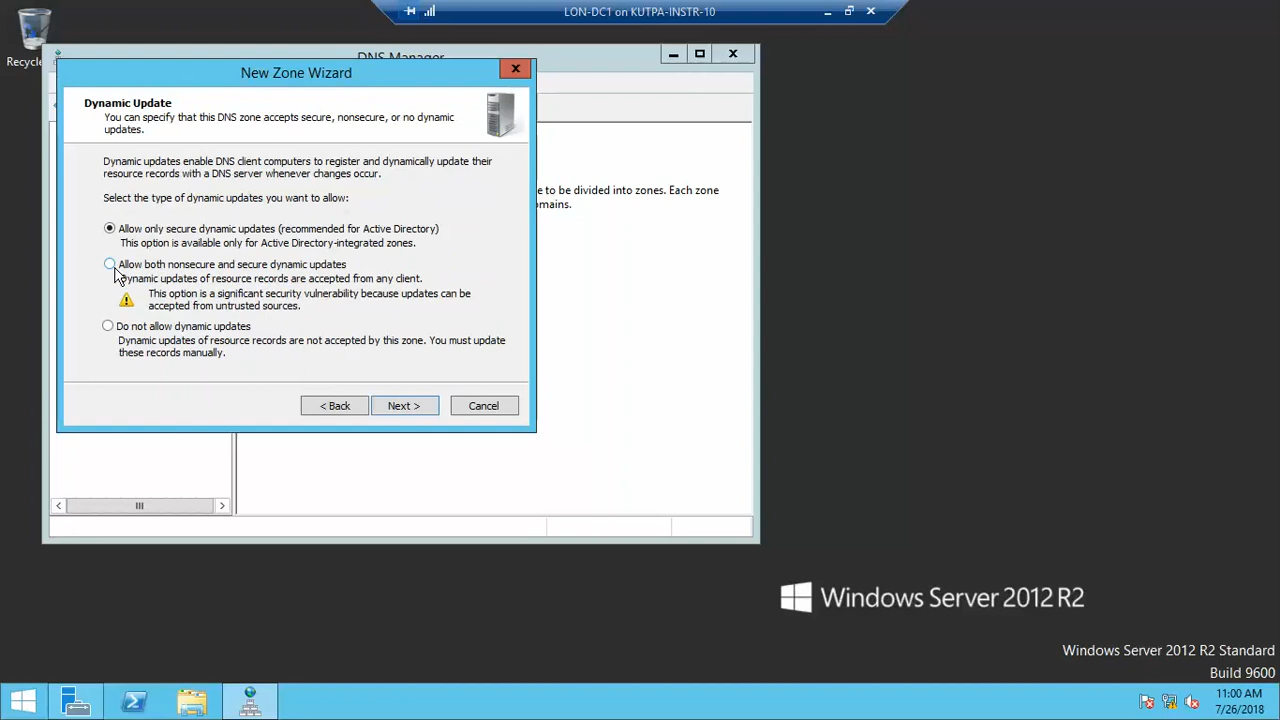 LON-DC1 on KUTPA-INSTR-10
Recycle
DNS Manager
New Zone Wizard
Dynamic Update
You can specify that this DNS zone accepts secure, nonsecure, or no dynamic
updates.
Dynamic updates enable DNS client computers to register and dynamically update their
resource records with a DNS server whenever changes occur.
Select the type of dynamic updates you want to allow:
Allow only secure dynamic updates (recommended for Active Directory)
This option is available only for Active Directory-integrated zones.
Allow both nonsecure and secure dynamic updates
Dynamic updates of resource records are accepted from any client.
This option is a significant security vulnerability because updates can be
accepted from untrusted sources.
Do not allow dynamic updates
Dynamic updates of resource records are not accepted by this zone. You must update
these records manually.
< Back
Next >
Cancel
e to be divided into zones. Each zone
omains.
Windows Server 2012 R2
Windows Server 2012 R2 Standard
Build 9600
11:00 AM
7/26/2018